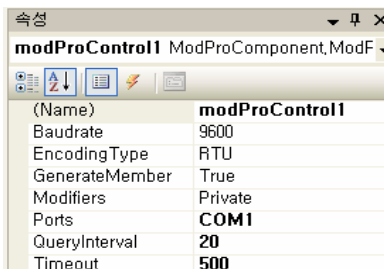 속성
modProControl1 ModProComponent,ModF
(Name) modProControl1
Baudrate 9600
EncodingType RTU
GenerateMember True
Modifiers Private
Ports COM1
QueryInterval 20
Timeout 500